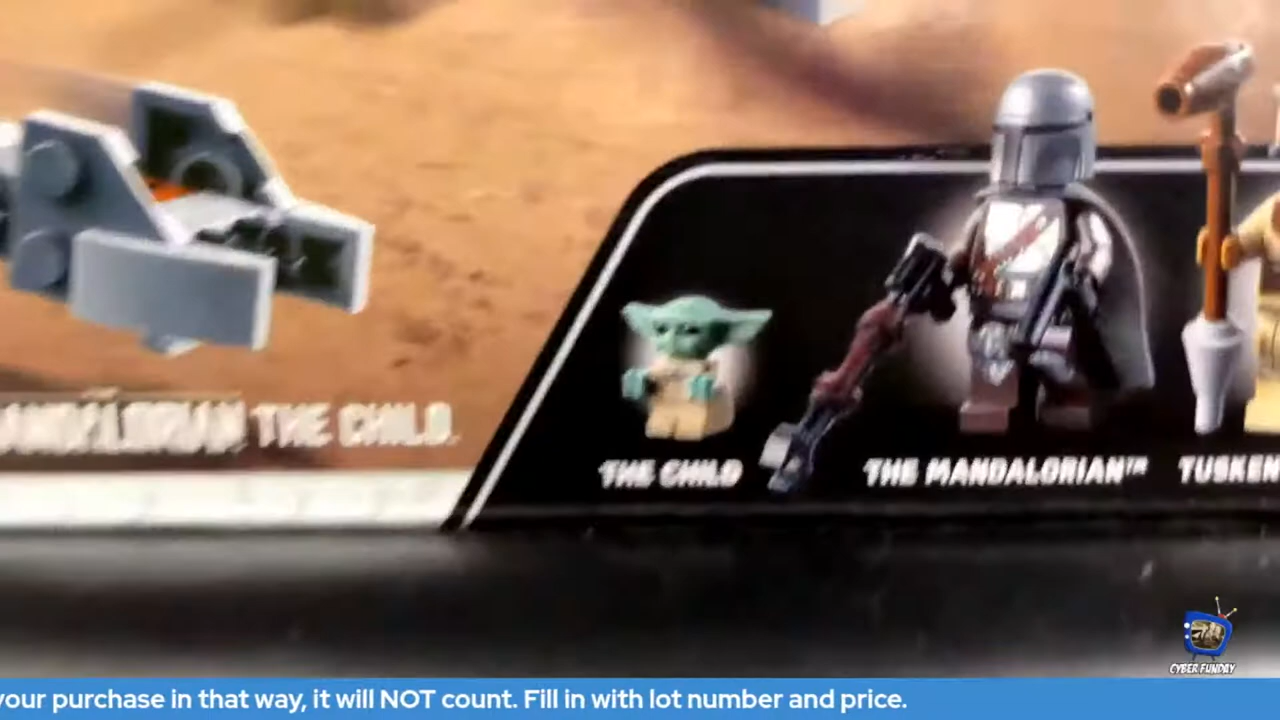 THE CHILD.
THE CHILD
THE MANDALORIAN™
TUSKEN
CYBER FUNDAY
your purchase in that way, it will NOT count. Fill in with lot number and price.